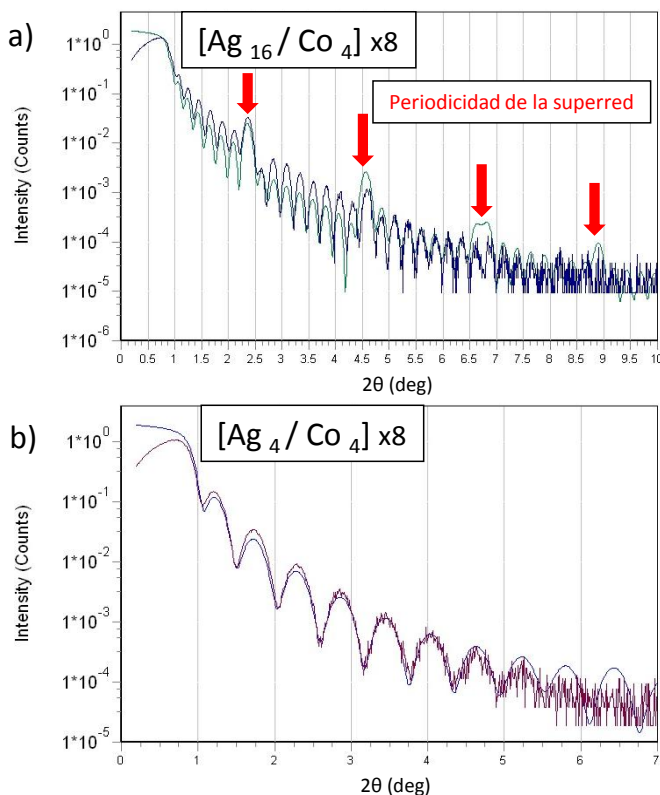 a)
[Ag 16 / Co 4] x8
Periodicidad de la superred
Intensity (Counts)
1*10^0
1*10^-1
1*10^-2
1*10^-3
1*10^-4
1*10^-5
1*10^-6
0 0.5 1 1.5 2 2.5 3 3.5 4 4.5 5 5.5 6 6.5 7 7.5 8 8.5 9 9.5 10
2θ (deg)
b)
[Ag 4 / Co 4] x8
Intensity (Counts)
1*10^0
1*10^-1
1*10^-2
1*10^-3
1*10^-4
1*10^-5
0 1 2 3 4 5 6 7
2θ (deg)